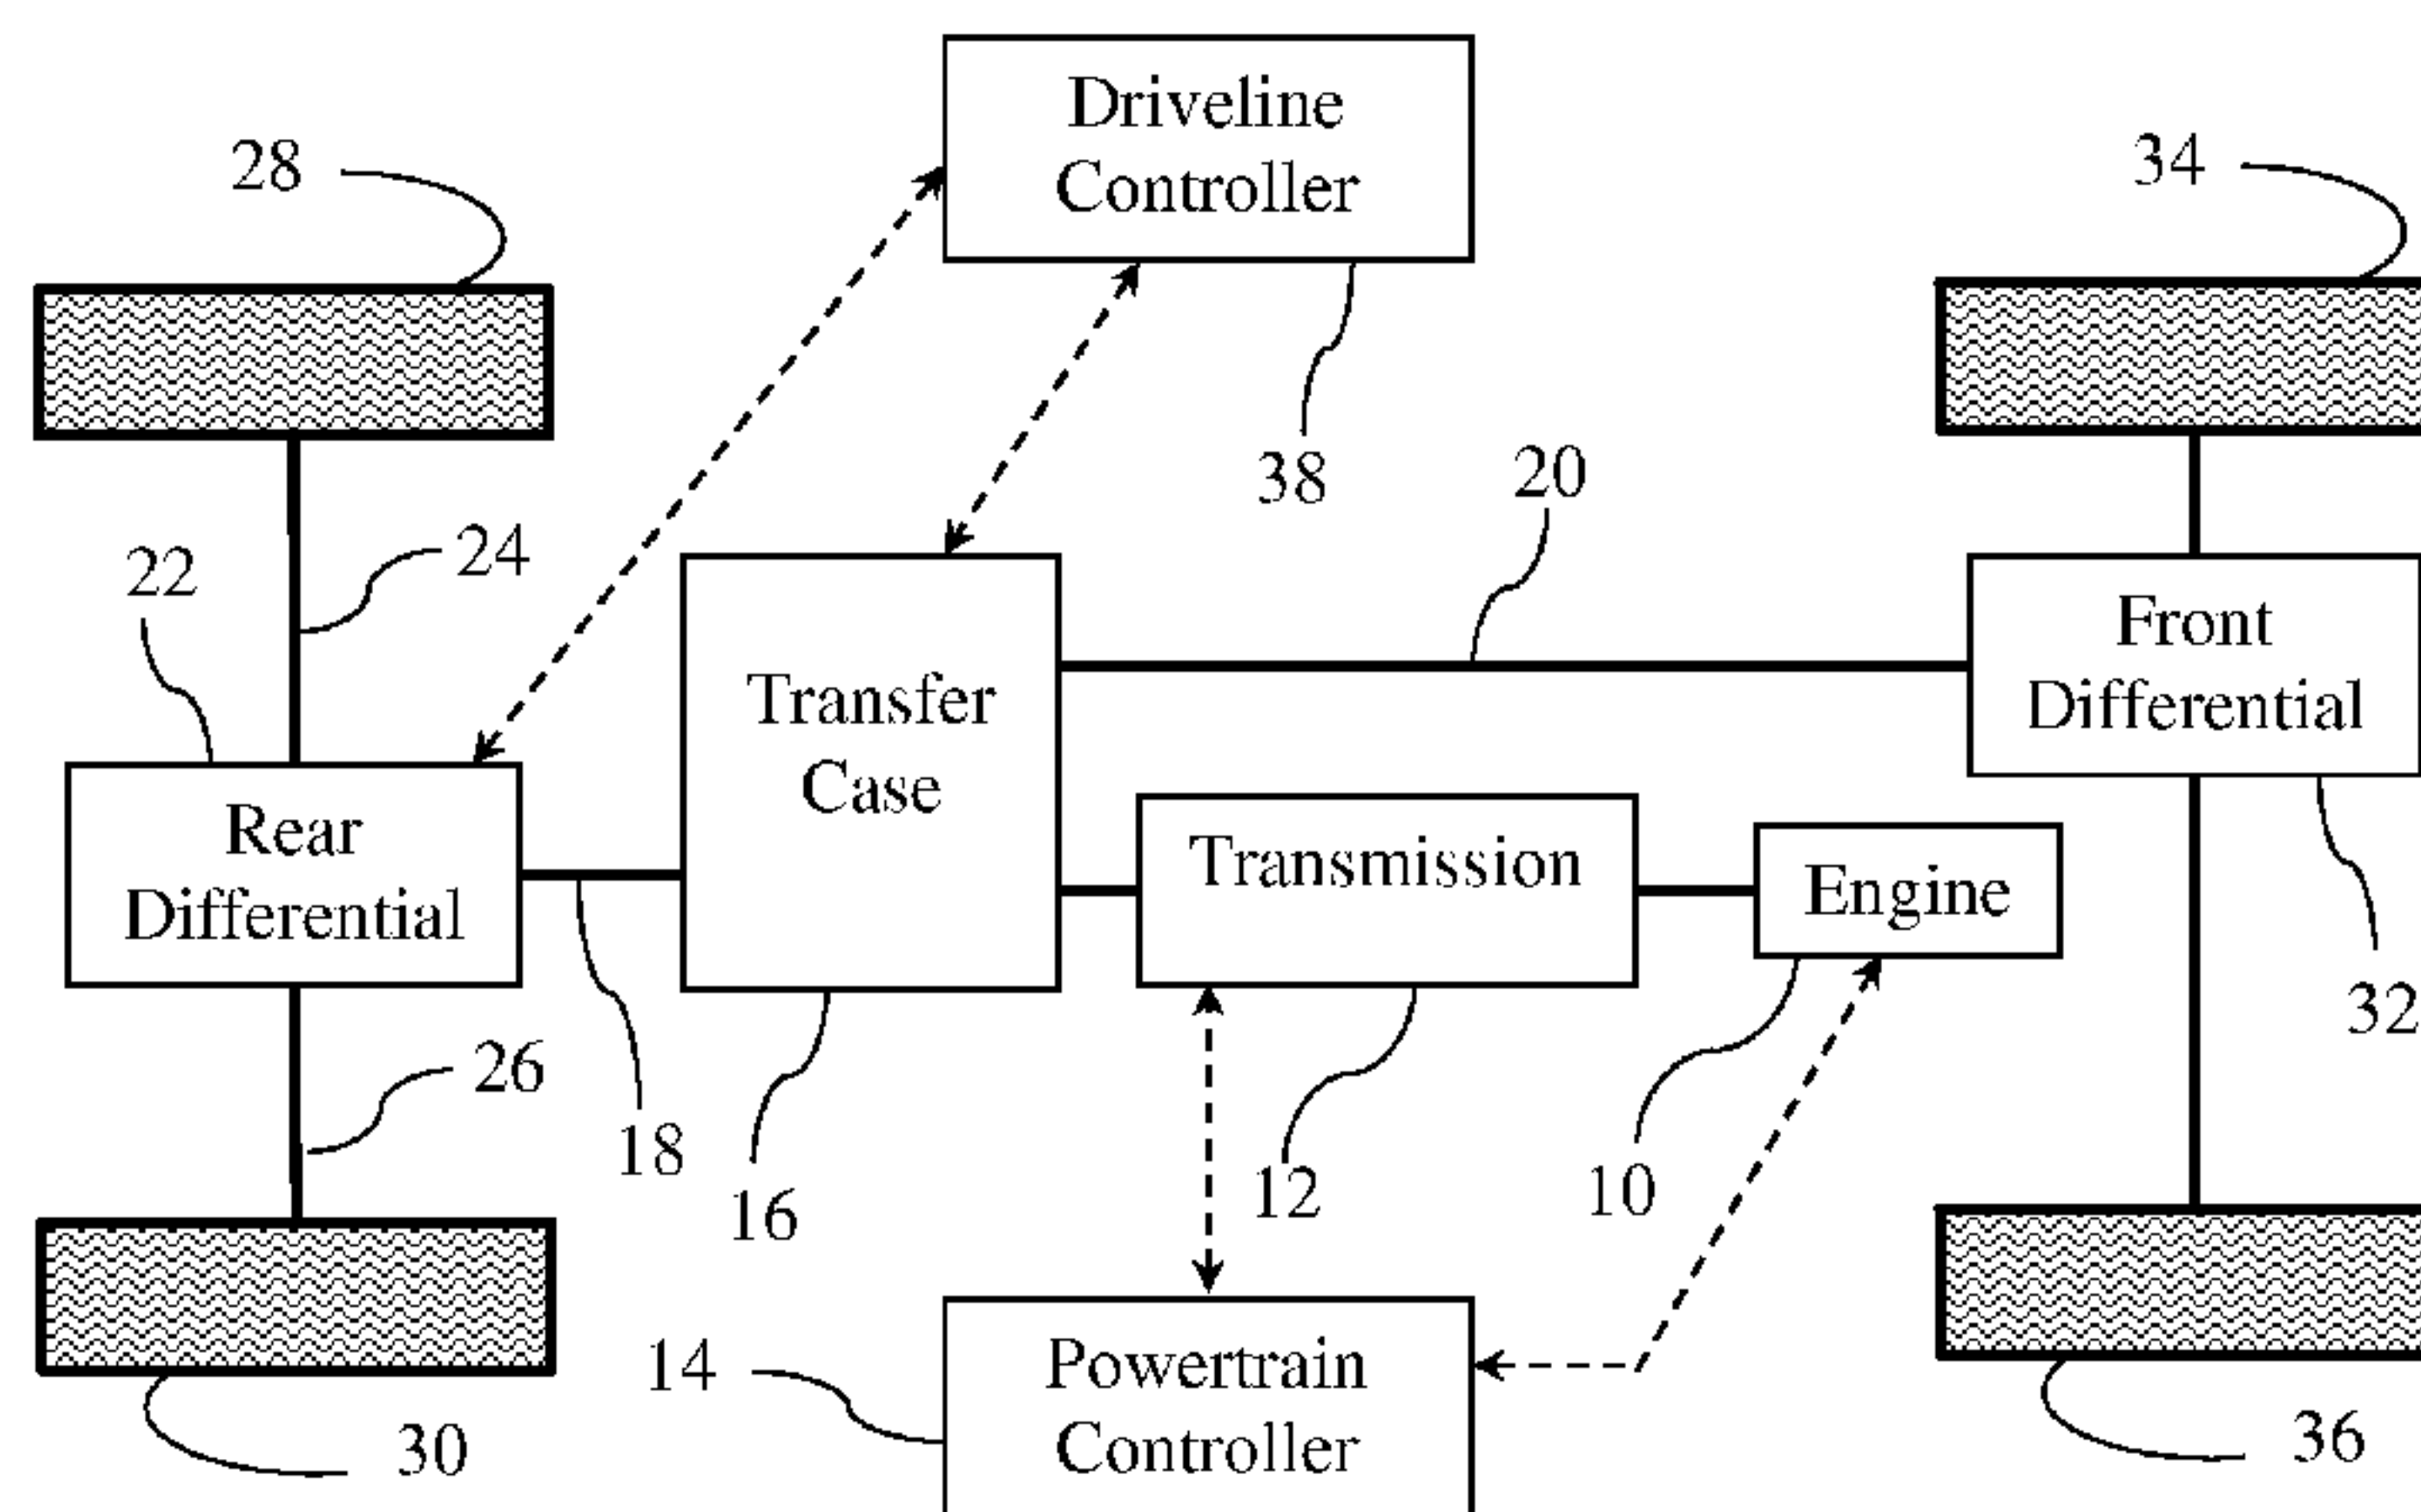 Driveline
Controller
28
34
38
20
22
24
Transfer
Case
Front
Differential
Rear
Differential
Transmission
Engine
32
26
18
16
12
10
14
Powertrain
Controller
30
36